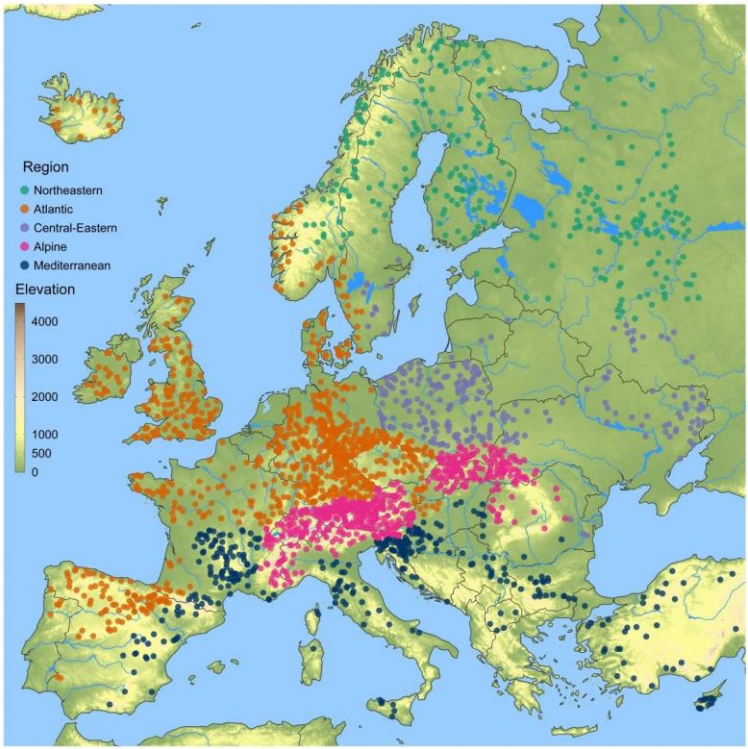 Region
Northeastern
Atlantic
Central-Eastern
Alpine
Mediterranean
Elevation
4000
3000
2000
1000
500
0